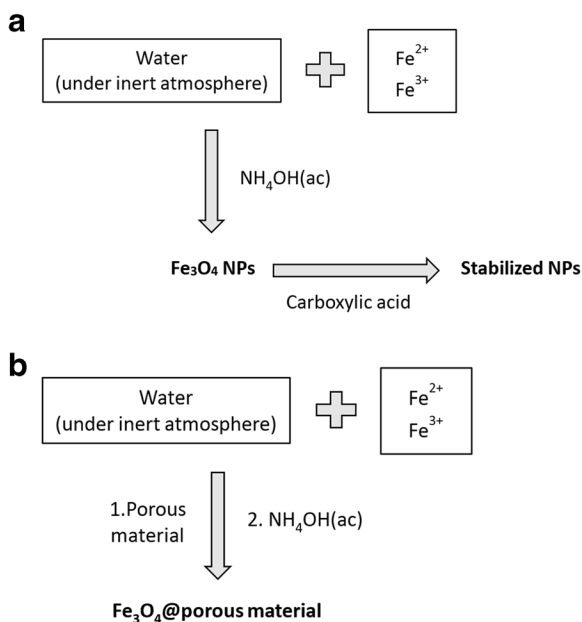 a
Water
(under inert atmosphere)
Fe²⁺
Fe³⁺
NH₄OH(ac)
Fe₃O₄ NPs
Stabilized NPs
Carboxylic acid
b
Water
(under inert atmosphere)
Fe²⁺
Fe³⁺
1.Porous
material
2. NH₄OH(ac)
Fe₃O₄@porous material